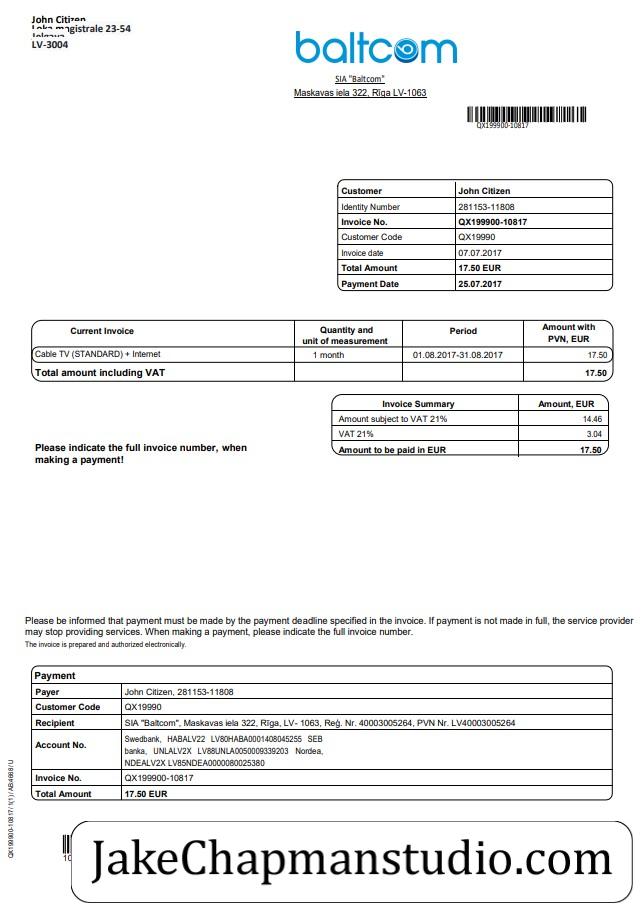 John Citizen
Loka magistrale 23-54
Jelgava
LV-3004
baltcom
SIA "Baltcom"
Maskavas iela 322, Rīga LV-1063
QX199900-10817
Customer John Citizen
Identity Number 281153-11808
Invoice No. QX199900-10817
Customer Code QX19990
Invoice date 07.07.2017
Total Amount 17.50 EUR
Payment Date 25.07.2017
Current Invoice Quantity and unit of measurement Period Amount with PVN, EUR
Cable TV (STANDARD) + Internet 1 month 01.08.2017-31.08.2017 17.50
Total amount including VAT 17.50
Invoice Summary Amount, EUR
Amount subject to VAT 21% 14.46
VAT 21% 3.04
Amount to be paid in EUR 17.50
Please indicate the full invoice number, when
making a payment!
Please be informed that payment must be made by the payment deadline specified in the invoice. If payment is not made in full, the service provider
may stop providing services. When making a payment, please indicate the full invoice number.
The invoice is prepared and authorized electronically.
Payment
Payer John Citizen, 281153-11808
Customer Code QX19990
Recipient SIA "Baltcom", Maskavas iela 322, Rīga, LV- 1063, Reģ. Nr. 40003005264, PVN Nr. LV40003005264
Account No. Swedbank, HABALV22 LV80HABA0001408045255 SEB
banka, UNLALV2X LV88UNLA0050009339203 Nordea,
NDEALV2X LV85NDEA0000080025380
Invoice No. QX199900-10817
Total Amount 17.50 EUR
QX199900-10817/1(1)/AB4668/U
10
JakeChapmanstudio.com